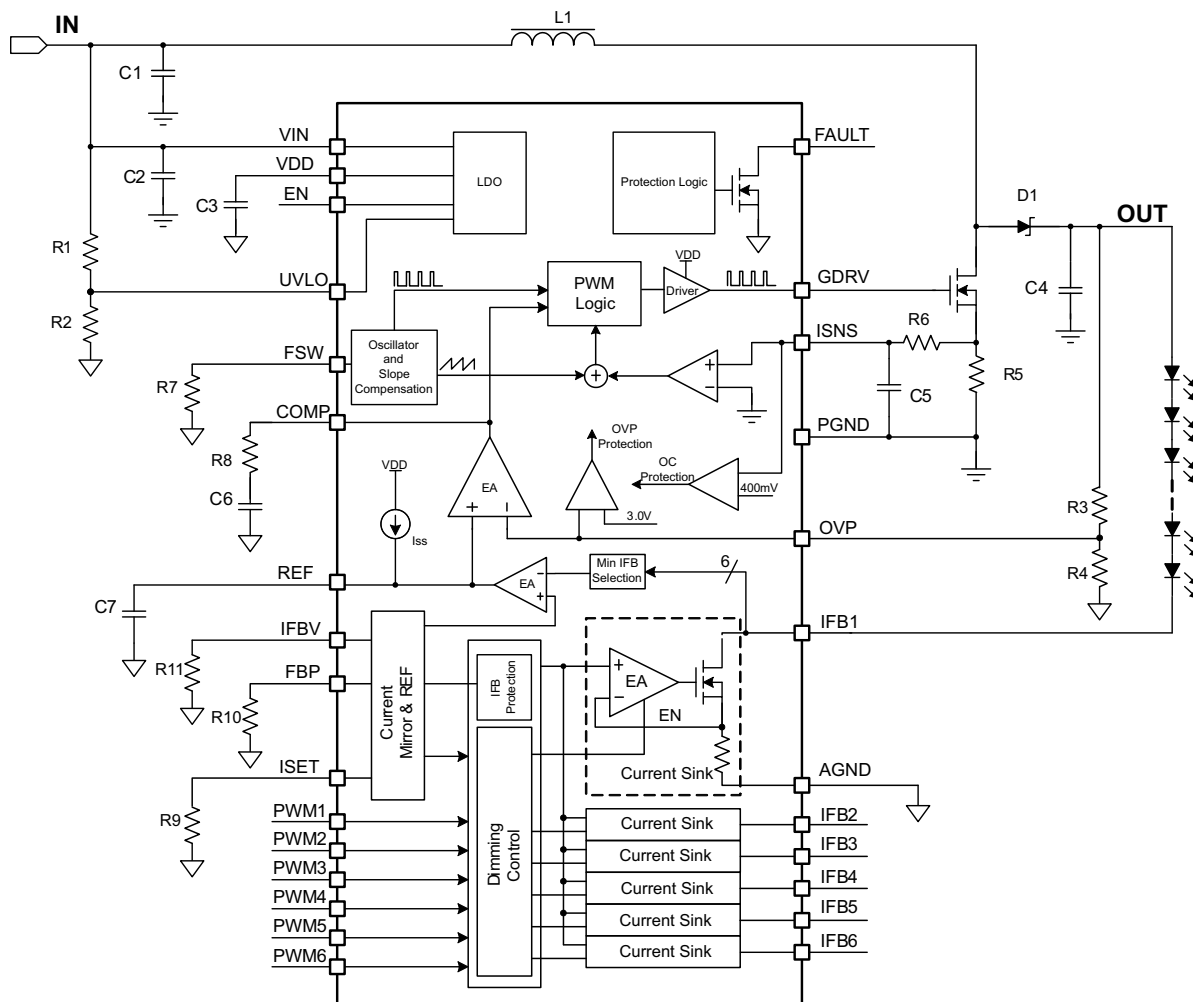 IN
L1
C1
VIN
FAULT
VDD
LDO
Protection Logic
C2
EN
C3
D1
OUT
R1
VDD
UVLO
PWM
Logic
Driver
GDRV
C4
R2
R6
ISNS
FSW
Oscillator
and
Slope
Compensation
+
+
−
R7
C5
R5
COMP
OVP
Protection
PGND
R8
VDD
OC
Protection
EA
400mV
C6
R3
+
−
3.0V
Iss
OVP
REF
EA
−
+
Min IFB
Selection
6
R4
C7
IFBV
IFB1
R11
FBP
IFB
Protection
+
−
EA
EN
R10
Current
Mirror & REF
ISET
Current Sink
AGND
R9
PWM1
Current Sink
IFB2
PWM2
Current Sink
IFB3
PWM3
Dimming
Control
Current Sink
IFB4
PWM4
Current Sink
IFB5
PWM5
Current Sink
IFB6
PWM6